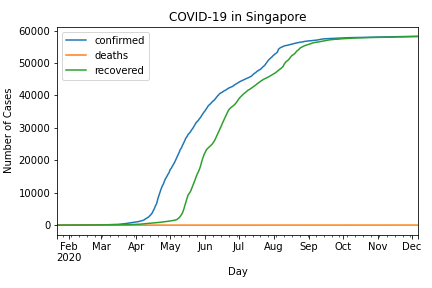 COVID-19 in Singapore
confirmed
deaths
recovered
Number of Cases
60000
50000
40000
30000
20000
10000
0
Feb Mar Apr May Jun Jul Aug Sep Oct Nov Dec
2020
Day